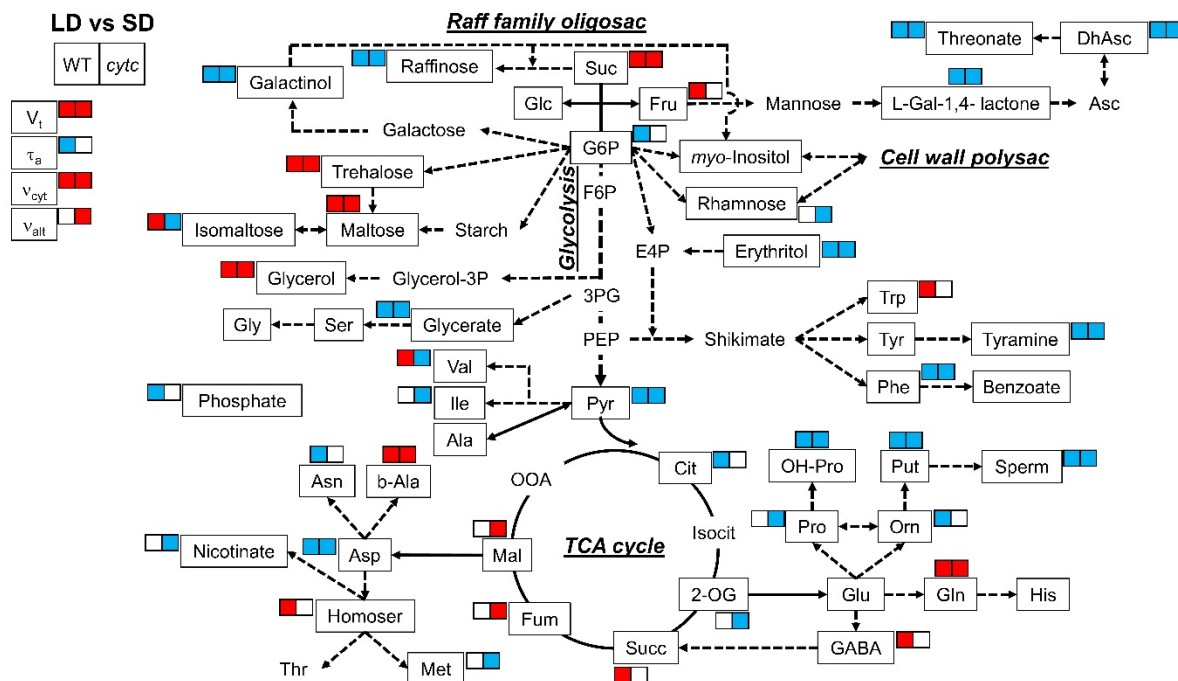 LD vs SD
Raff family oligosac
WT cytc
Threonate DhAsc
Raffinose Suc
Galactinol
Vt
Glc Fru Mannose L-Gal-1,4- lactone Asc
τa
Galactose G6P myo-Inositol Cell wall polysac
νcyt
Trehalose
F6P
Rhamnose
νalt
Isomaltose Maltose Starch
Glycolysis
E4P Erythritol
Glycerol Glycerol-3P
3PG
Trp
Gly Ser Glycerate
PEP Shikimate Tyr Tyramine
Val
Phe Benzoate
Phosphate Ile Pyr
Ala
Cit OH-Pro Put Sperm
Asn b-Ala OOA
Isocit Pro Orn
Nicotinate Asp Mal TCA cycle
2-OG Glu Gln His
Homoser Fum
Succ GABA
Thr Met